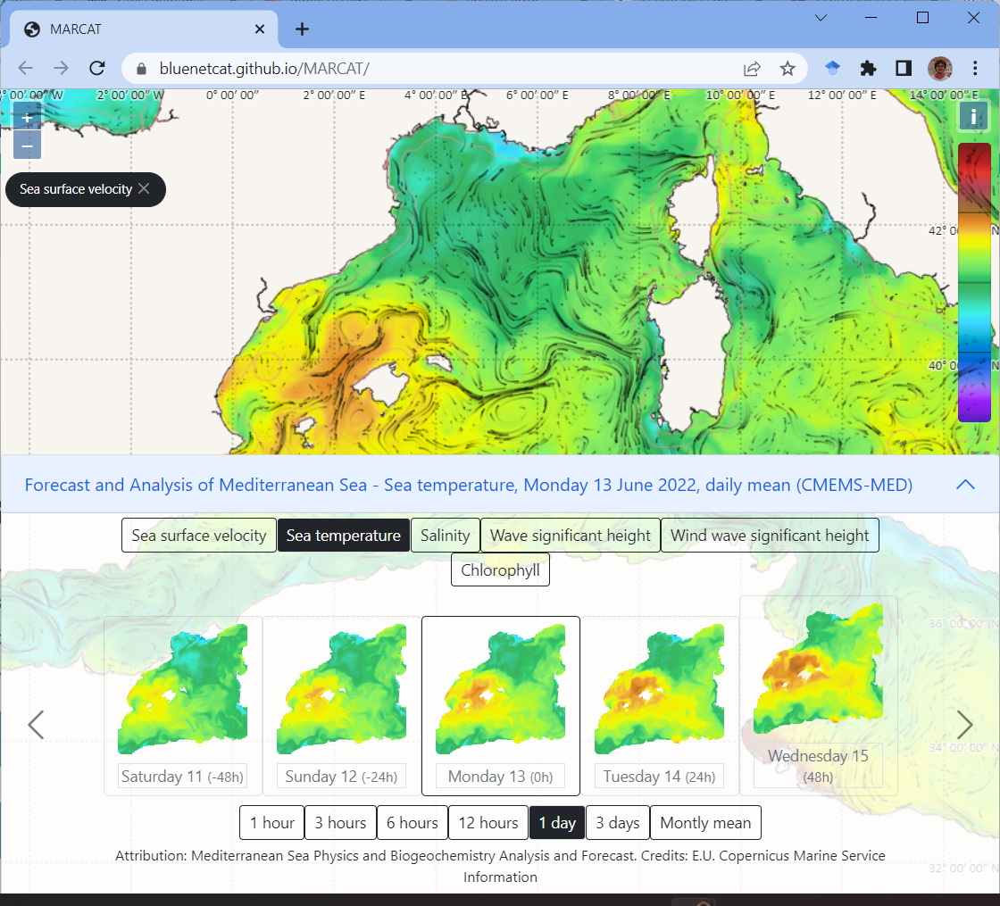 MARCAT
bluenetcat.github.io/MARCAT/
° 00′ 00″ W 2° 00′ 00″ W 0° 00′ 00″ 2° 00′ 00″ E 4° 00′ 00″ E 6° 00′ 00″ E 8° 00′ 00″ E 10° 00′ 00″ E 12° 00′ 00″ E 14° 00′ 00″ E
+
i
−
Sea surface velocity
42° 0 N
40° 0 N
Forecast and Analysis of Mediterranean Sea - Sea temperature, Monday 13 June 2022, daily mean (CMEMS-MED)
Sea surface velocity Sea temperature Salinity Wave significant height Wind wave significant height
Chlorophyll
36° 00′ 00″ N
34° 00′ 00″ N
Saturday 11 (-48h) Sunday 12 (-24h) Monday 13 (0h) Tuesday 14 (24h) Wednesday 15
(48h)
1 hour 3 hours 6 hours 12 hours 1 day 3 days Montly mean
Attribution: Mediterranean Sea Physics and Biogeochemistry Analysis and Forecast. Credits: E.U. Copernicus Marine Service
Information
32° 00′ 00″ N